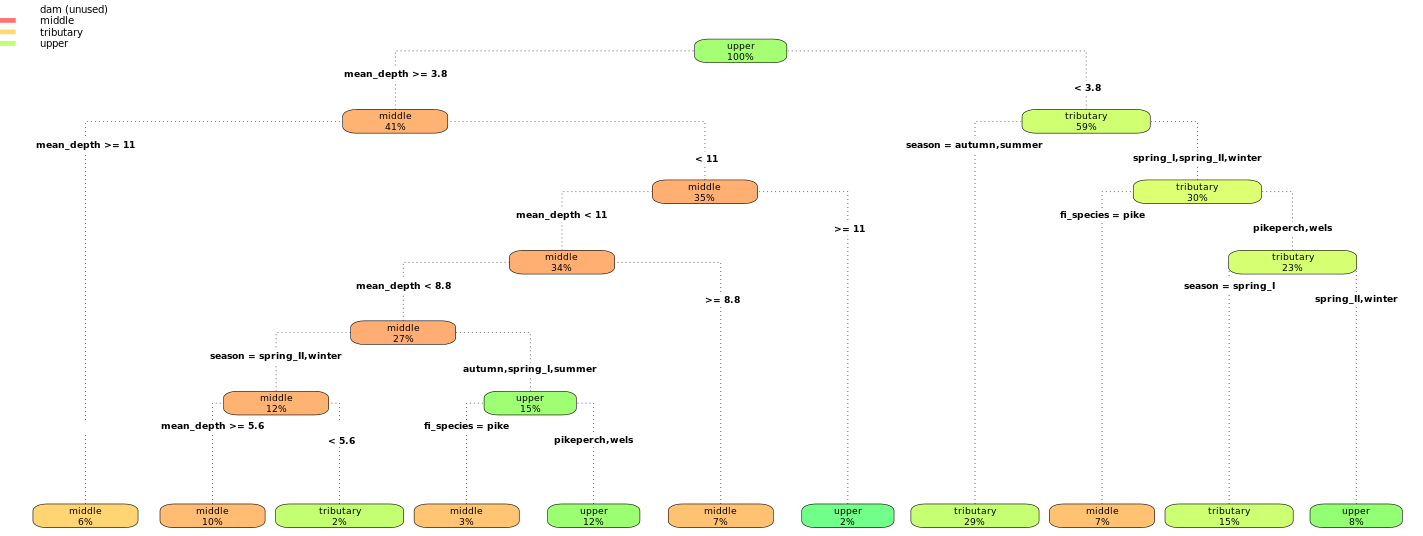 dam (unused)
middle
tributary
upper
upper
100%
mean_depth >= 3.8
< 3.8
middle
41%
tributary
59%
mean_depth >= 11
< 11
season = autumn,summer
spring_I,spring_II,winter
middle
35%
tributary
30%
mean_depth < 11
>= 11
fi_species = pike
pikeperch,wels
middle
34%
tributary
23%
mean_depth < 8.8
>= 8.8
season = spring_I
spring_II,winter
middle
27%
season = spring_II,winter
autumn,spring_I,summer
middle
12%
upper
15%
mean_depth >= 5.6
< 5.6
fi_species = pike
pikeperch,wels
middle
6%
middle
10%
tributary
2%
middle
3%
upper
12%
middle
7%
upper
2%
tributary
29%
middle
7%
tributary
15%
upper
8%